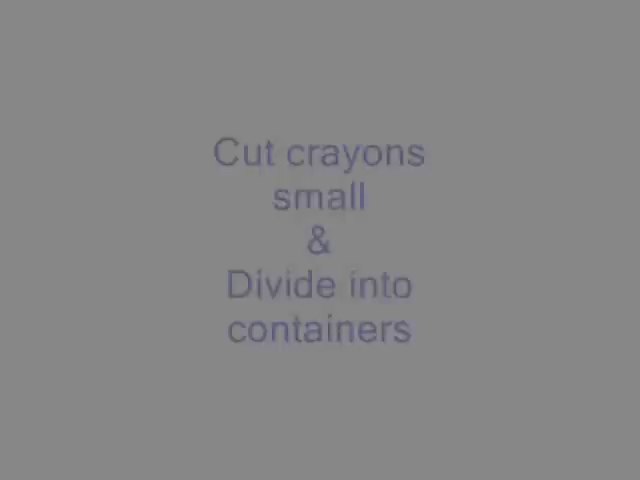 Cut crayons
small
&
Divide into
containers